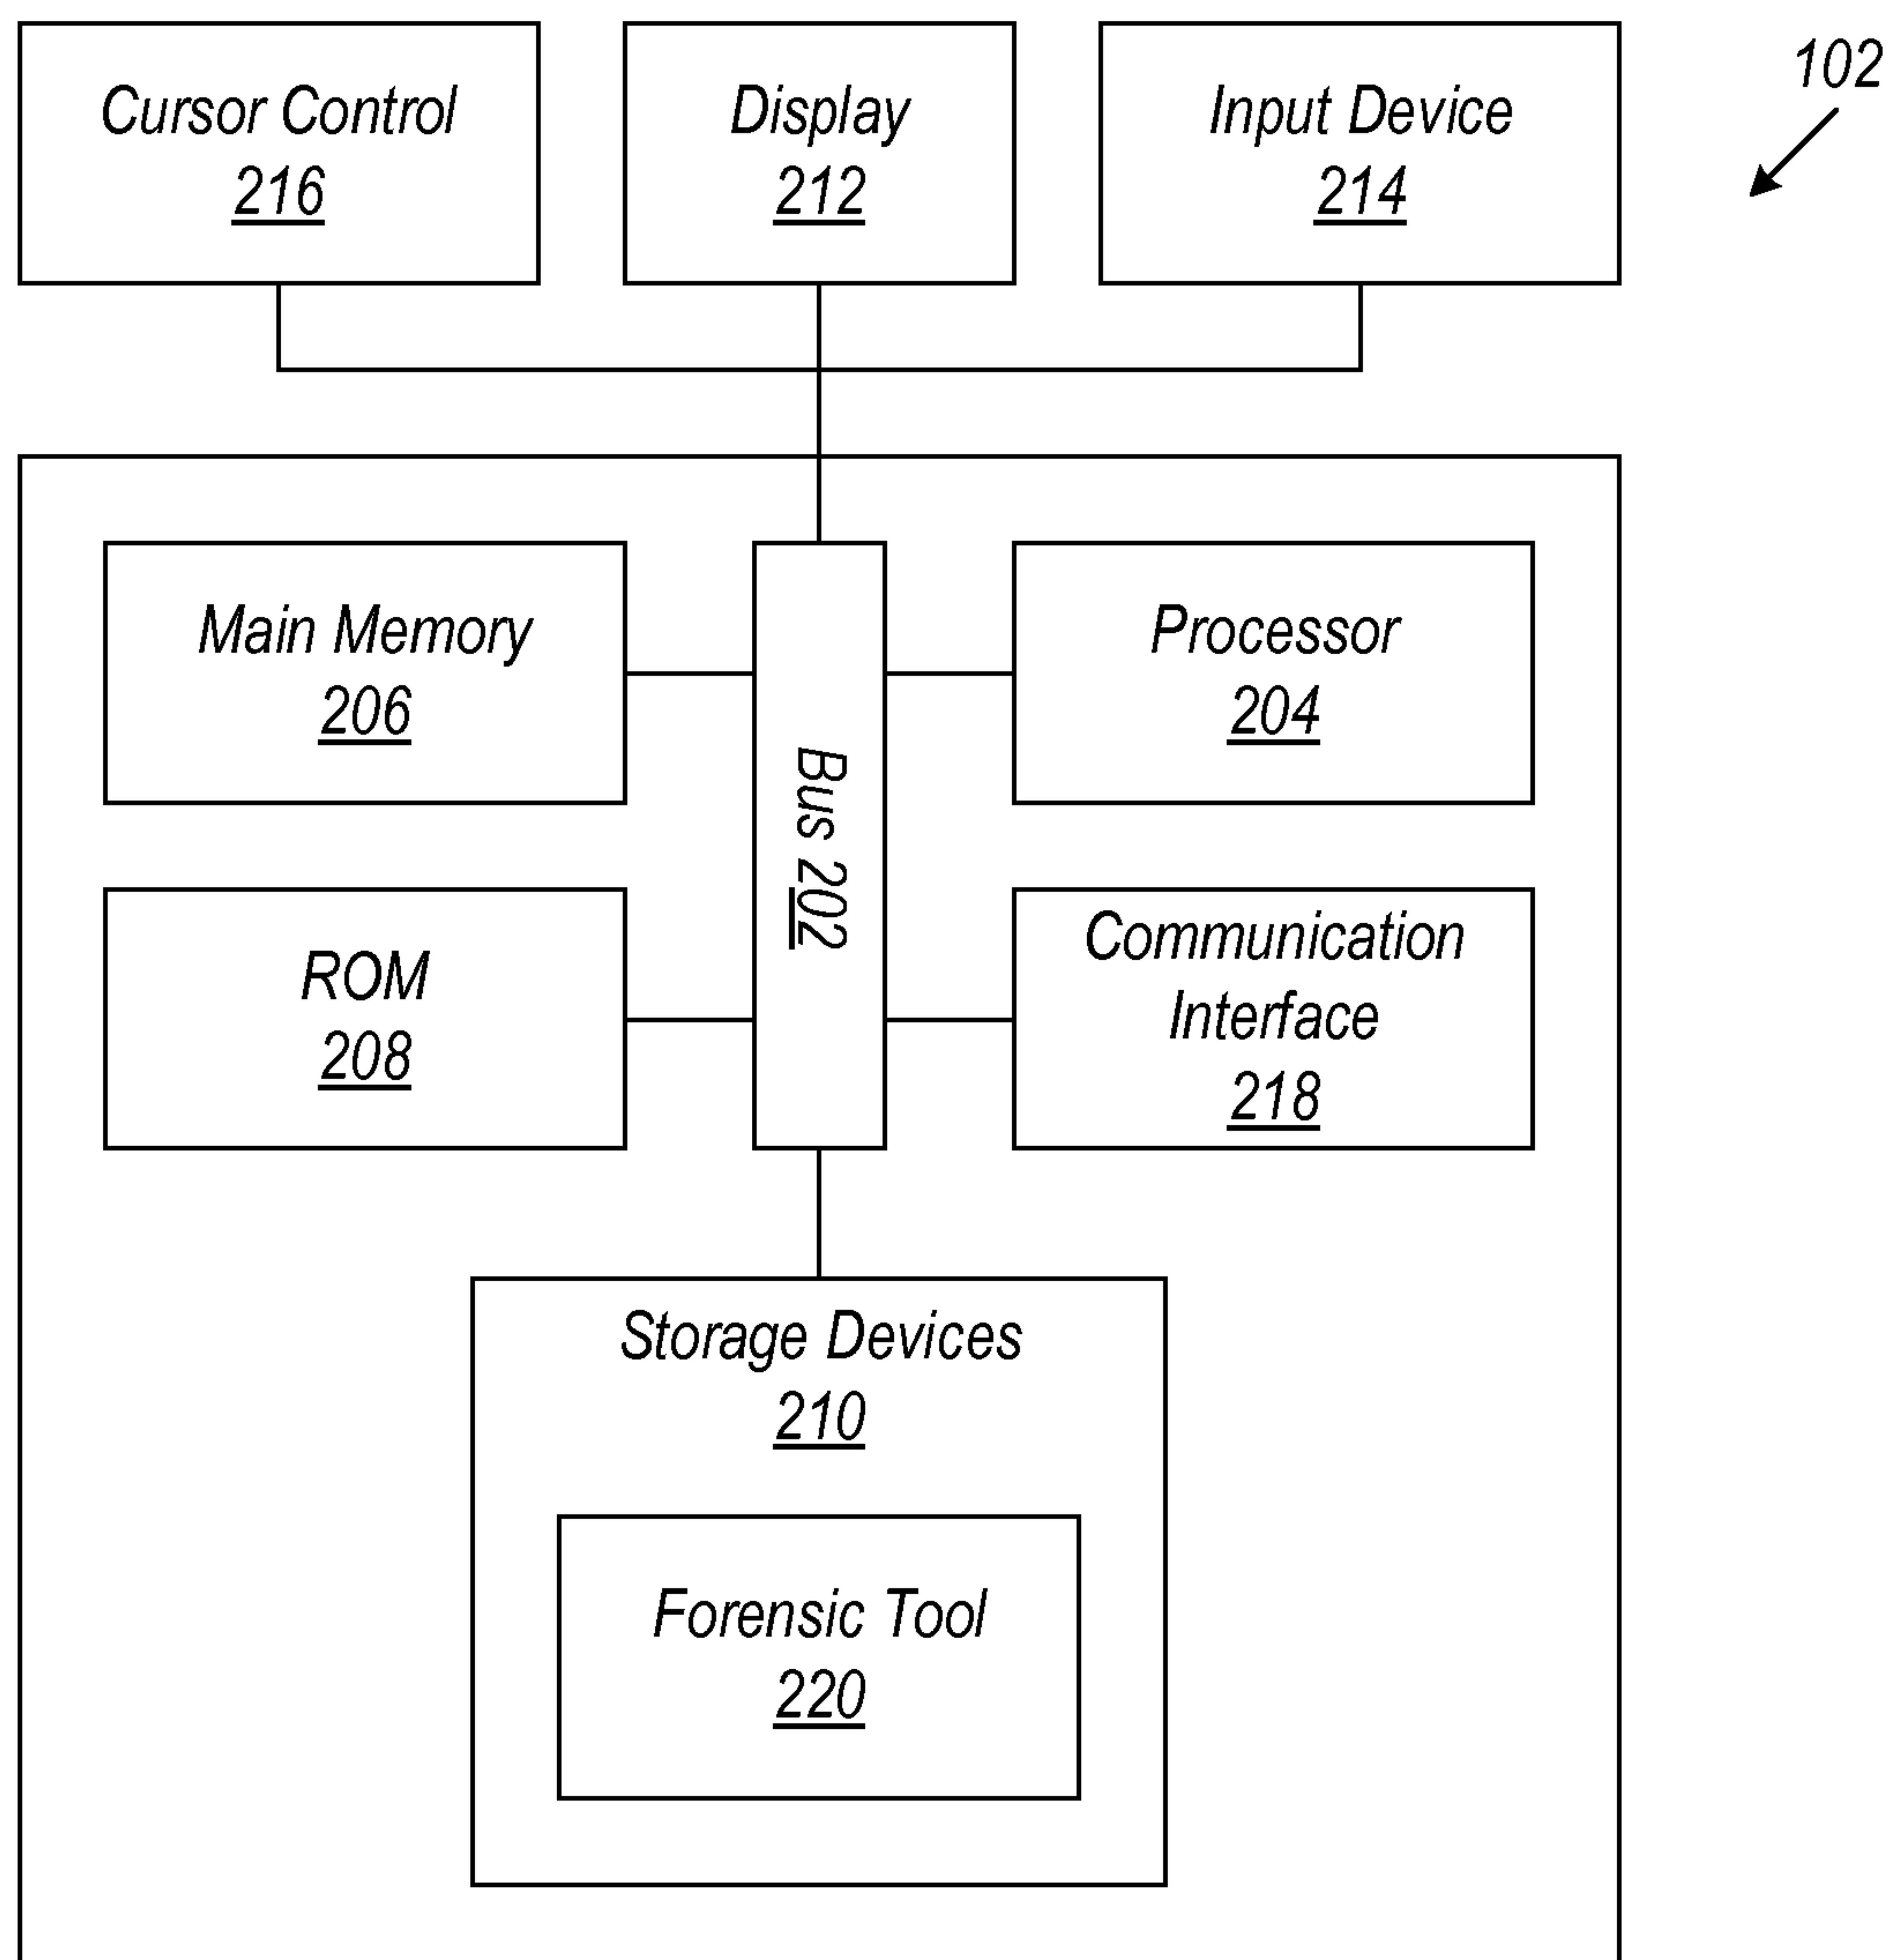 Cursor Control
216
Display
212
Input Device
214
102
Main Memory
206
Processor
204
Bus 202
ROM
208
Communication
Interface
218
Storage Devices
210
Forensic Tool
220